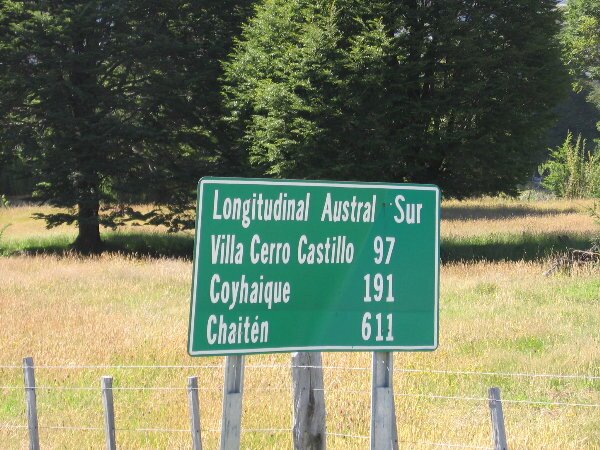 Longitudinal Austral Sur
Villa Cerro Castillo 97
Coyhaique 191
Chaitén 611